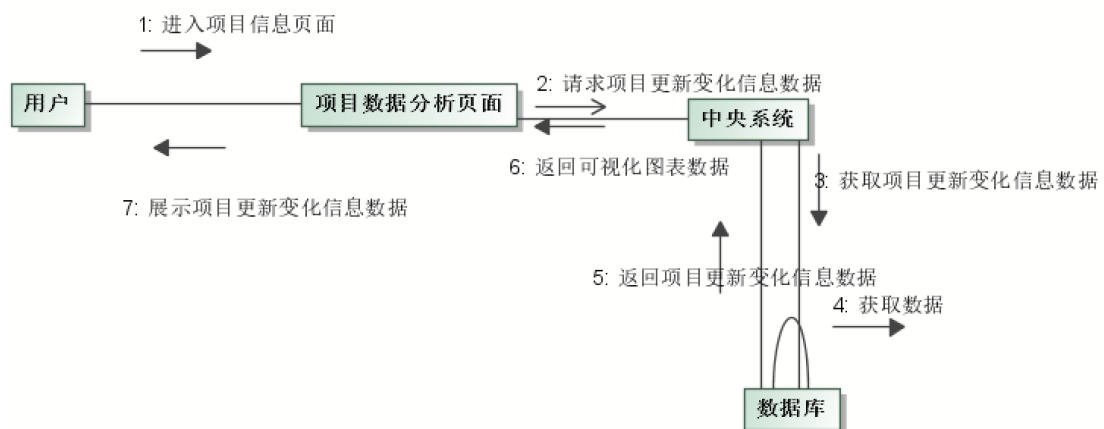 1: 进入项目信息页面
用户
项目数据分析页面
2: 请求项目更新变化信息数据
中央系统
6: 返回可视化图表数据
3: 获取项目更新变化信息数据
7: 展示项目更新变化信息数据
5: 返回项目更新变化信息数据
4: 获取数据
数据库